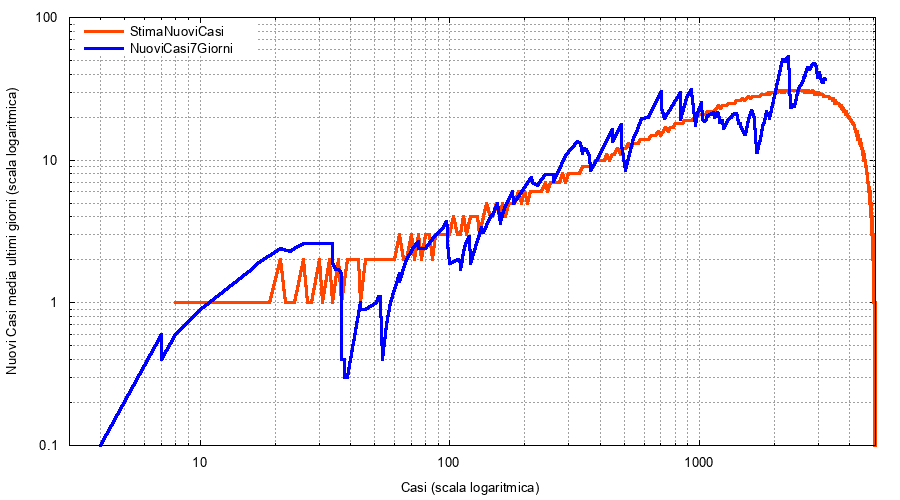 100
StimaNuoviCasi
NuoviCasi7Giorni
Nuovi Casi media ultimi giorni (scala logaritmica)
10
1
0.1
10
100
1000
Casi (scala logaritmica)